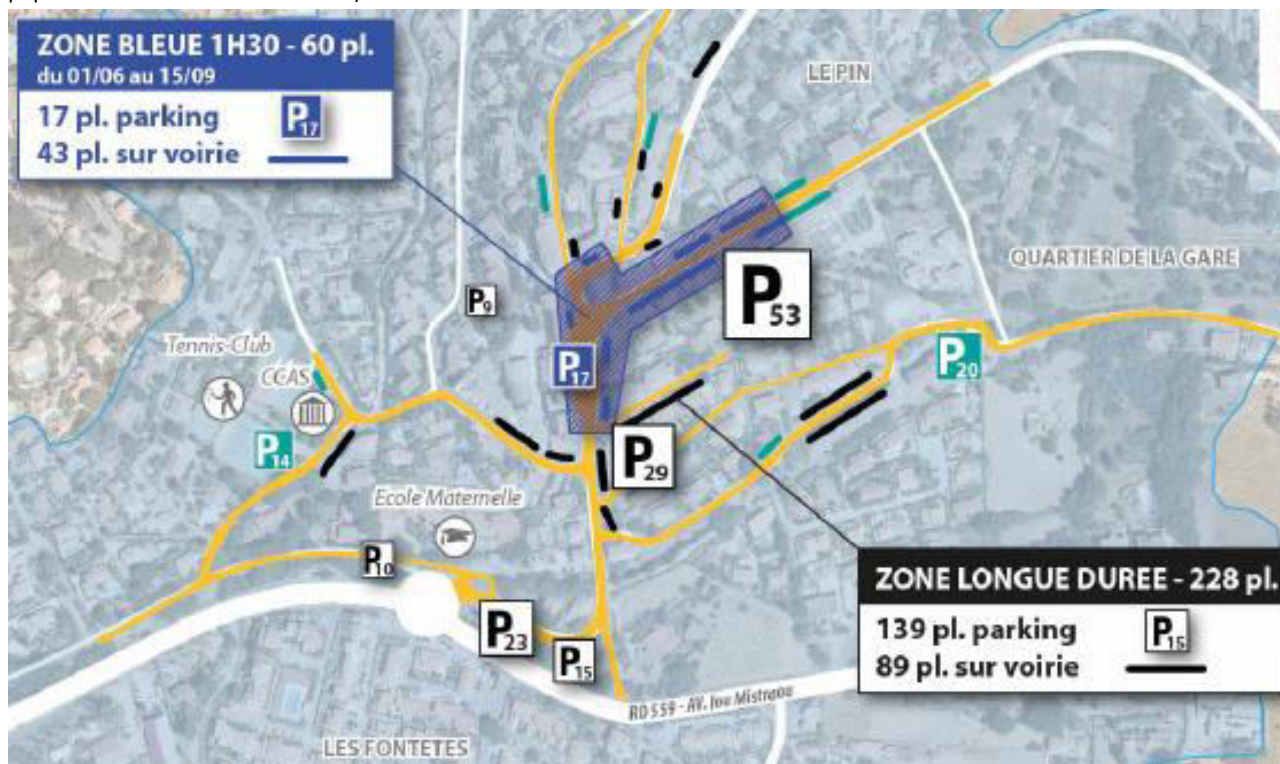 ZONE BLEUE 1H30 - 60 pl.
du 01/06 au 15/09
17 pl. parking P17
43 pl. sur voirie
LE PIN
QUARTIER DE LA GARE
P9
P53
Tennis-Club
CCAS
P17
P20
P14
P29
Ecole Maternelle
P10
ZONE LONGUE DUREE - 228 pl.
139 pl. parking P15
89 pl. sur voirie
P23
P15
RD 559 - AV. lou Mistraou
LES FONTETES